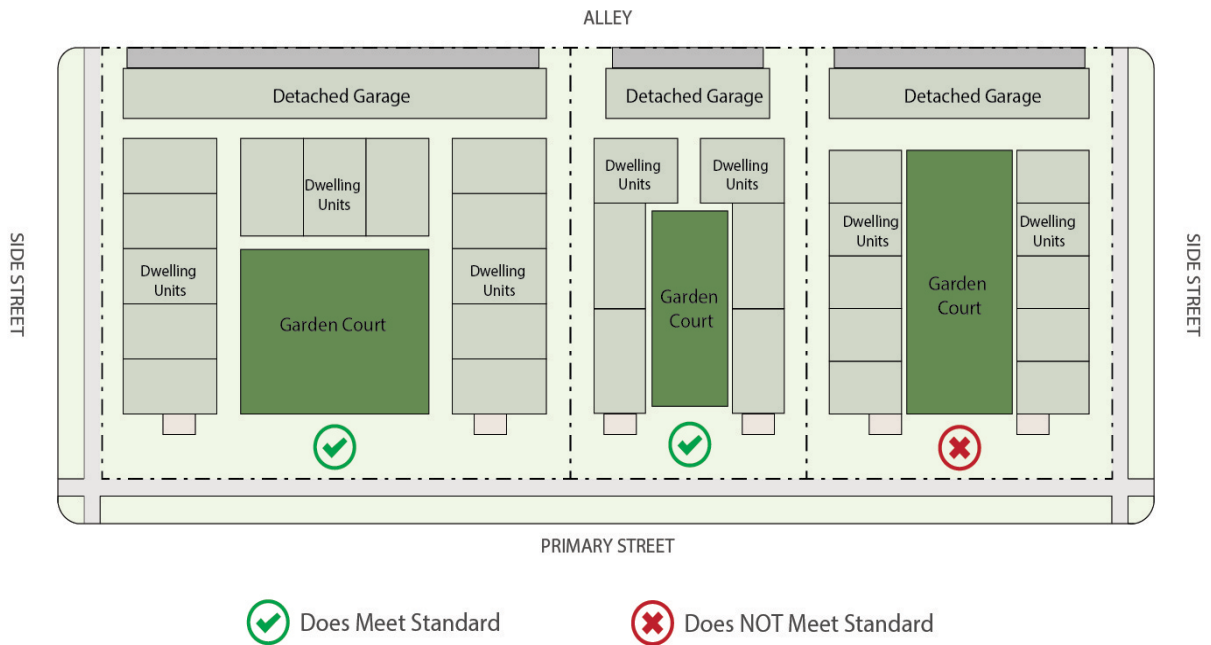 ALLEY
Detached Garage
Detached Garage
Detached Garage
Dwelling
Units
Dwelling
Units
Dwelling
Units
Dwelling
Units
Dwelling
Units
SIDE STREET
Dwelling
Units
Dwelling
Units
Garden Court
Garden
Court
Garden
Court
SIDE STREET
PRIMARY STREET
Does Meet Standard
Does NOT Meet Standard